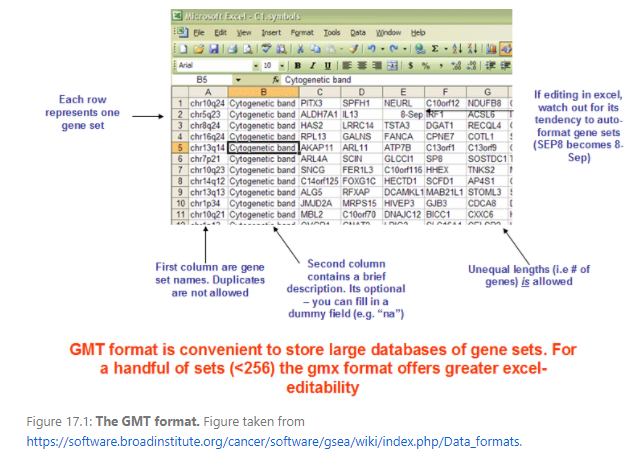 Microsoft Excel - C1.symbols
File Edit View Insert Format Tools Data Window Help
Arial 10 B I U $ %
B5 fx Cytogenetic band
A B C D E F G
1 chr10q24 Cytogenetic band PITX3 SPFH1 NEURL C10orf12 NDUFB8
2 chr5q23 Cytogenetic band ALDH7A1 IL13 8-Sep IRF1 ACSL6
3 chr8q24 Cytogenetic band HAS2 LRRC14 TSTA3 DGAT1 RECQL4
4 chr16q24 Cytogenetic band RPL13 GALNS FANCA CPNE7 COTL1
5 chr13q14 Cytogenetic band AKAP11 ARL11 ATP7B C13orf1 C13orf9
6 chr7p21 Cytogenetic band ARL4A SCIN GLCCI1 SP8 SOSTDC1
7 chr10q23 Cytogenetic band SNCG FER1L3 C10orf116 HHEX TNKS2
8 chr14q12 Cytogenetic band C14orf125 FOXG1C HECTD1 SCFD1 AP4S1
9 chr13q13 Cytogenetic band ALG5 RFXAP DCAMKL1 MAB21L1 STOML3
10 chr1p34 Cytogenetic band JMJD2A MRPS15 HIVEP3 GJB3 CDCA8
11 chr10q21 Cytogenetic band MBL2 C10orf70 DNAJC12 BICC1 CXXC6
Each row
represents one
gene set
If editing in excel,
watch out for its
tendency to auto-
format gene sets
(SEP8 becomes 8-
Sep)
First column are gene
set names. Duplicates
are not allowed
Second column
contains a brief
description. Its optional
– you can fill in a
dummy field (e.g. “na”)
Unequal lengths (i.e # of
genes) is allowed
GMT format is convenient to store large databases of gene sets. For
a handful of sets (<256) the gmx format offers greater excel-
editability
Figure 17.1: The GMT format. Figure taken from
https://software.broadinstitute.org/cancer/software/gsea/wiki/index.php/Data_formats.